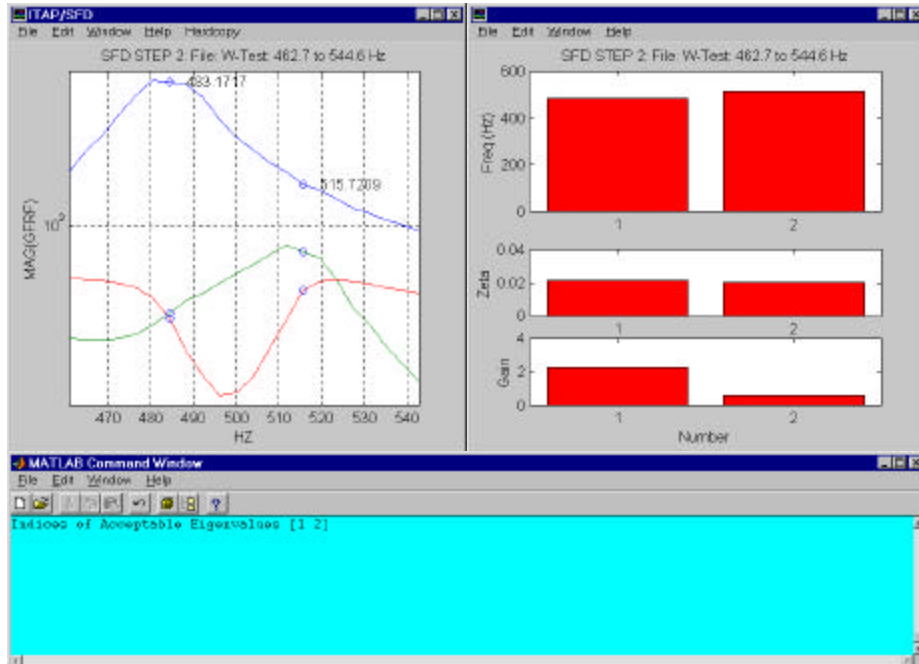 ITAP/SFD
File Edit Window Help Hardcopy
SFD STEP 2: File: W-Test: 462.7 to 544.6 Hz
483.1717
515.7209
MAG(GFRF)
10²
470 480 490 500 510 520 530 540
HZ
File Edit Window Help
SFD STEP 2: File: W-Test: 462.7 to 544.6 Hz
Freq (Hz)
600
400
200
0
1 2
Zeta
0.04
0.02
0
1 2
Gain
4
2
0
1 2
Number
MATLAB Command Window
File Edit Window Help
Indices of Acceptable Eigenvalues [1 2]